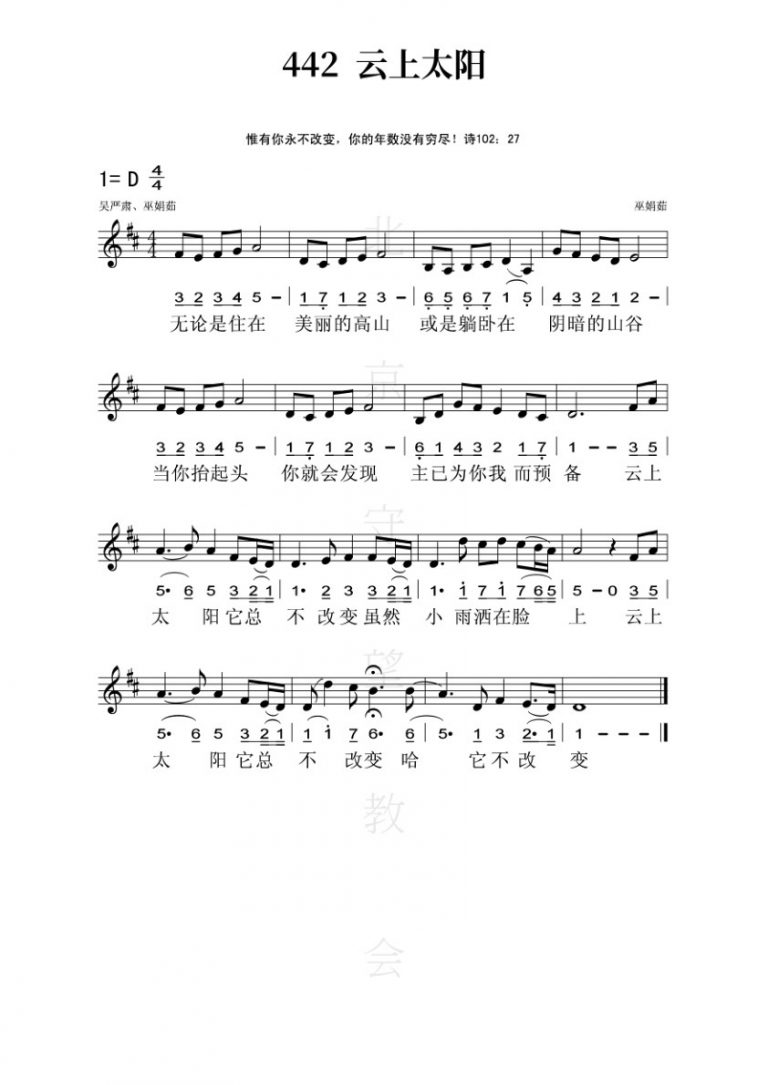 442 云上太阳
惟有你永不改变，你的年数没有穷尽！诗102：27
1= D 4/4
吴严肃、巫娟茹 巫娟茹
3 2 3 4 5 – | 1 7 1 2 3 – | 6 5 6 7 1 5 | 4 3 2 1 2 – |
无论是住在 美丽的高山 或是躺卧在 阴暗的山谷
3 2 3 4 5 – | 1 7 1 2 3 – | 6 1 4 3 2 1 7 | 1 – – 3 5 |
当你抬起头 你就会发现 主已为你我 而预 备 云上
5· 6 5 3 2 1 | 1· 2 3 3 2 1 | 1· 1 7 1 7 6 5 | 5 – 0 3 5 |
太 阳它总 不 改变虽然 小 雨洒在脸 上 云上
5· 6 5 3 2 1 | 1 1 7 6· 6 | 5· 1 3 2· 1 | 1 – – – ‖
太 阳它总 不 改变哈 它不改 变
北京守望教会